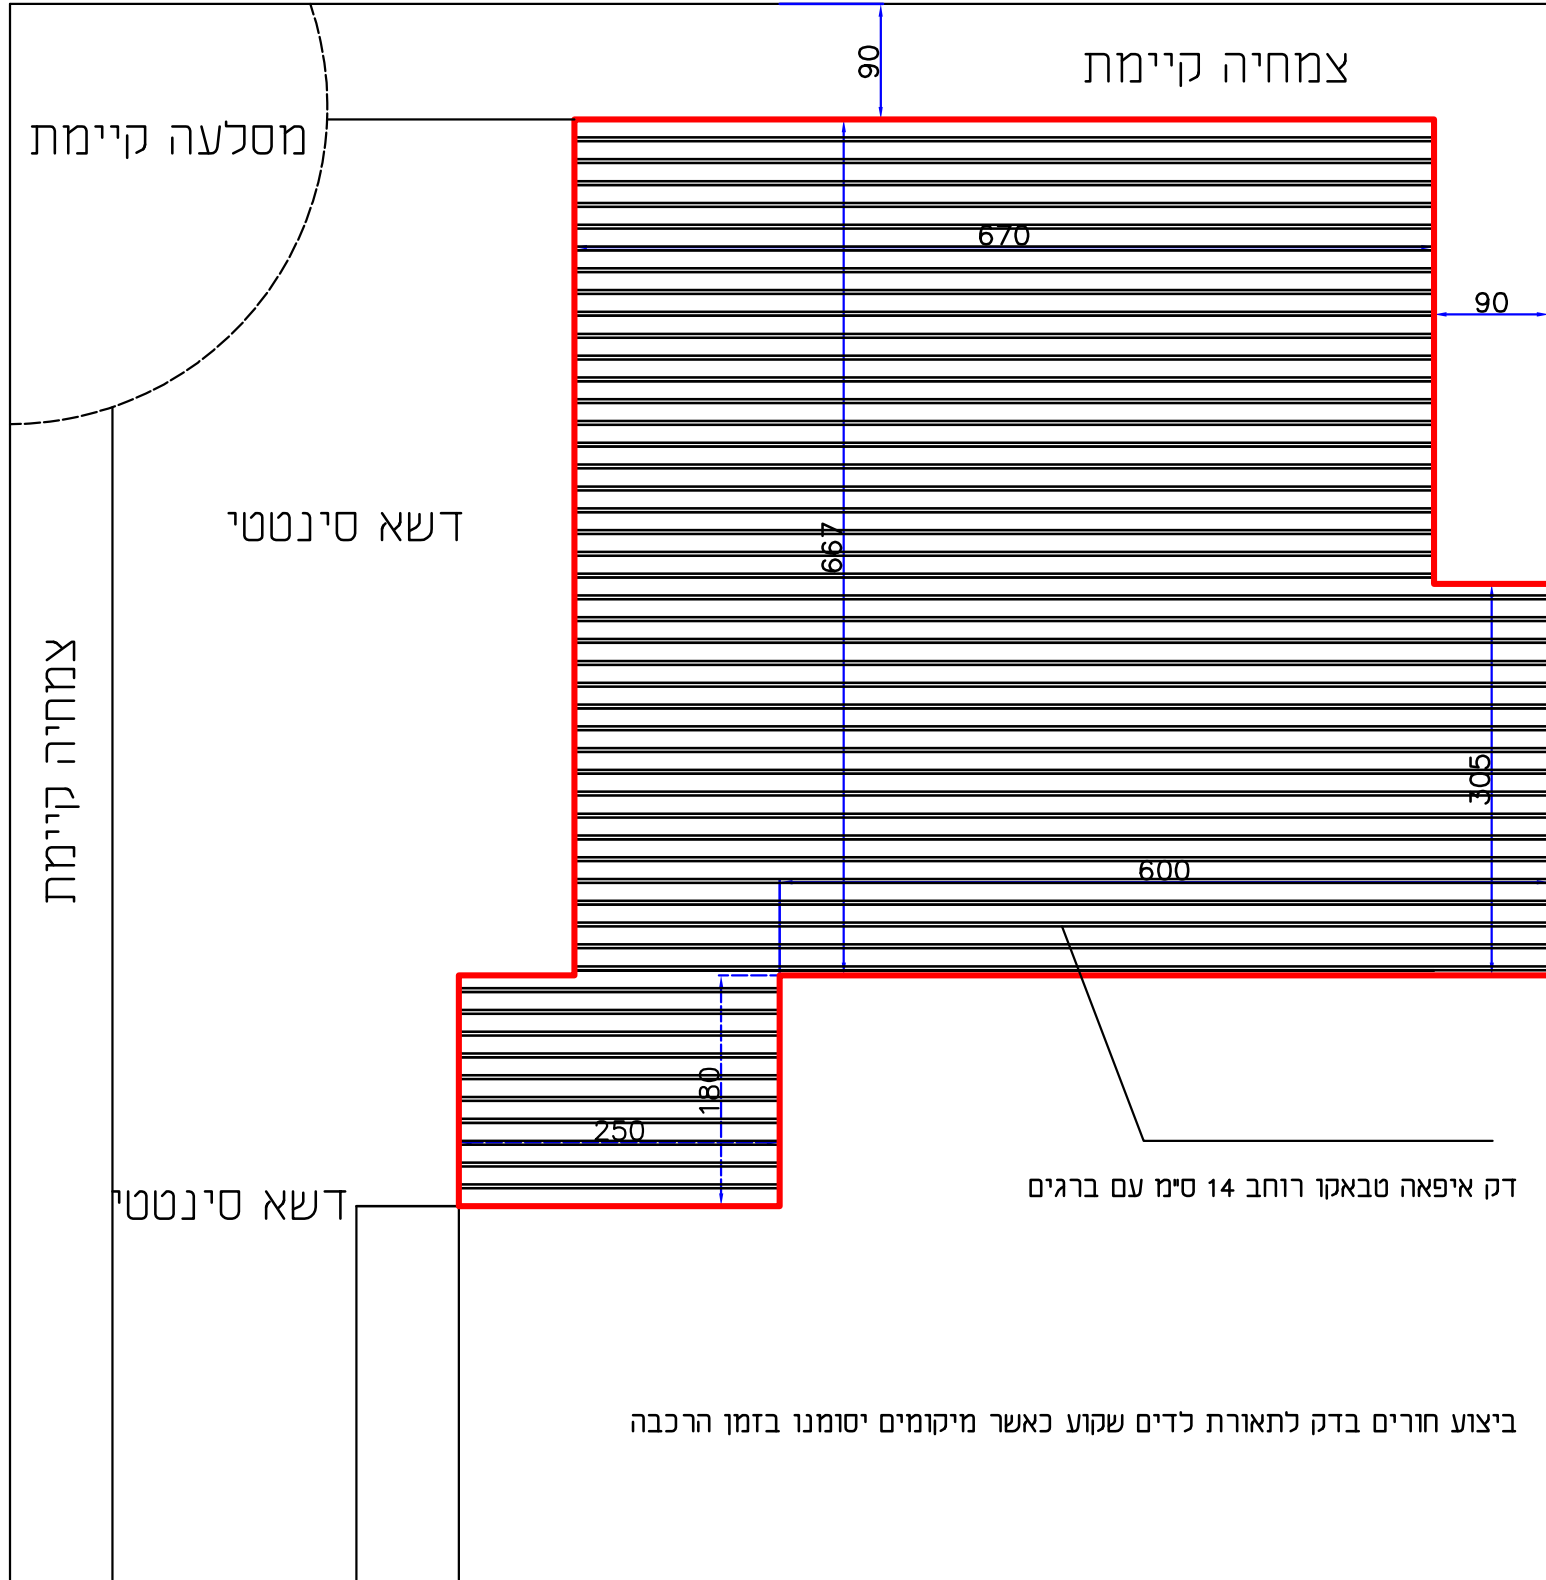 90
צמחיה קיימת
מסלעה קיימת
670
90
דשא סינטטי
667
צמחיה קיימת
305
600
180
250
דק איפאה טבאקו רוחב 14 ס"מ עם ברגים
דשא סינטטי
ביצוע חורים בדק לתאורת לדים שקוע כאשר מיקומים יסומנו בזמן הרכבה